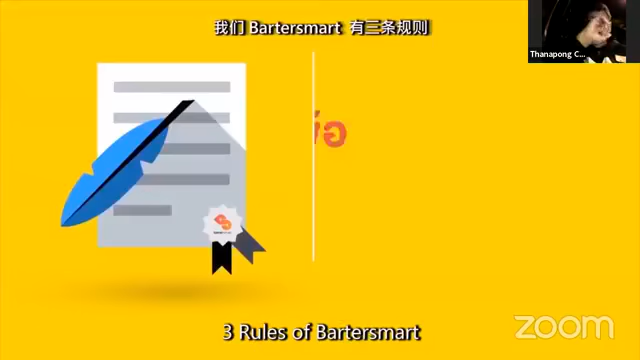 我们 Bartersmart 有三条规则
Thanapong C...
3 Rules of Bartersmart
zoom